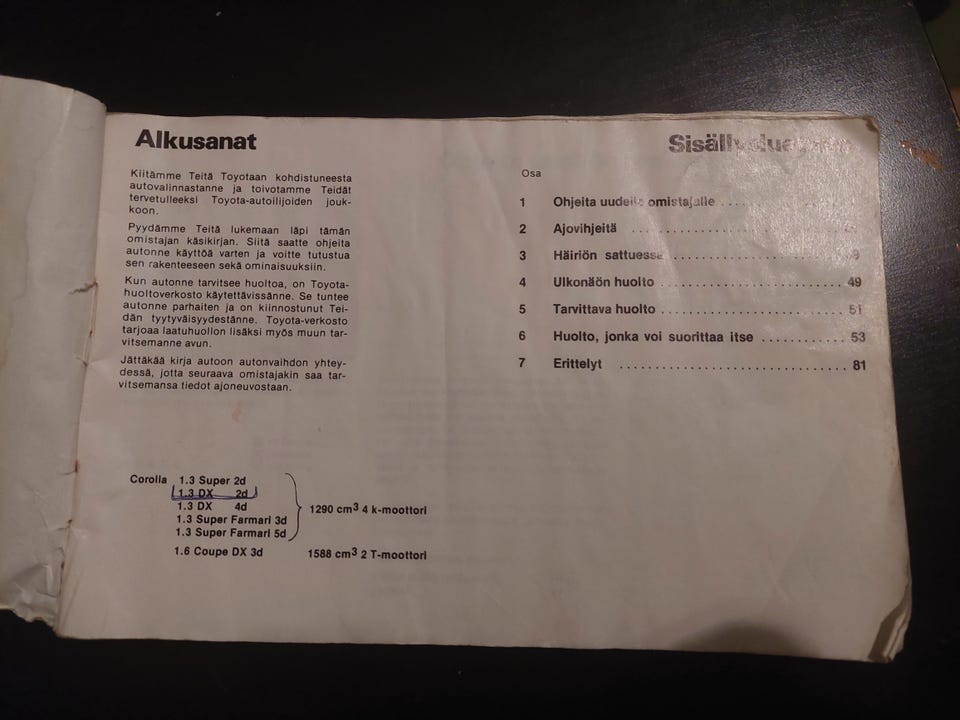 Alkusanat
Kiitämme Teitä Toyotaan kohdistuneesta
autovalinnastanne ja toivotamme Teidät
tervetulleeksi Toyota-autoilijoiden jouk-
koon.
Pyydämme Teitä lukemaan läpi tämän
omistajan käsikirjan. Siitä saatte ohjeita
autonne käyttöä varten ja voitte tutustua
sen rakenteeseen sekä ominaisuuksiin.
Kun autonne tarvitsee huoltoa, on Toyota-
huoltoverkosto käytettävissänne. Se tuntee
autonne parhaiten ja on kiinnostunut Tei-
dän tyytyväisyydestänne. Toyota-verkosto
tarjoaa laatuhuollon lisäksi myös muun tar-
vitsemanne avun.
Jättäkää kirja autoon autonvaihdon yhtey-
dessä, jotta seuraava omistajakin saa tar-
vitsemansa tiedot ajoneuvostaan.
Corolla 1.3 Super 2d
1.3 DX 2d
1.3 DX 4d
1.3 Super Farmari 3d
1.3 Super Farmari 5d
1290 cm³ 4 k-moottori
1.6 Coupe DX 3d 1588 cm³ 2 T-moottori
Sisällysluettelo
Osa
1 Ohjeita uudelle omistajalle
2 Ajovihjeitä
3 Häiriön sattuessa
4 Ulkonäön huolto 49
5 Tarvittava huolto 51
6 Huolto, jonka voi suorittaa itse 53
7 Erittelyt 81